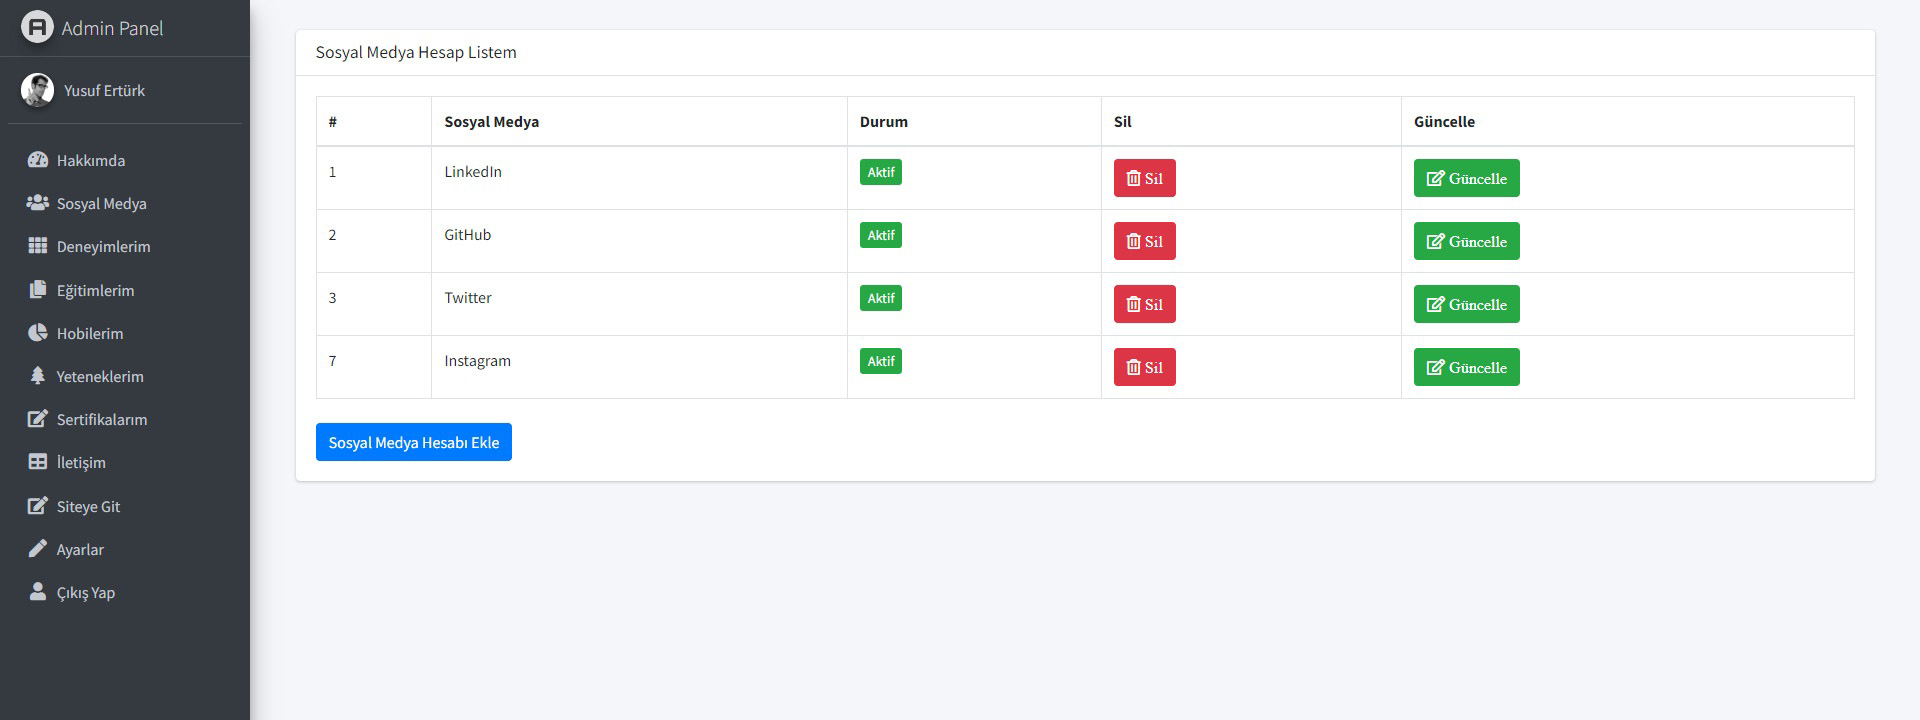 Admin Panel
Yusuf Ertürk
Hakkımda
Sosyal Medya
Deneyimlerim
Eğitimlerim
Hobilerim
Yeteneklerim
Sertifikalarım
İletişim
Siteye Git
Ayarlar
Çıkış Yap
Sosyal Medya Hesap Listem
# Sosyal Medya Durum Sil Güncelle
1 LinkedIn Aktif Sil Güncelle
2 GitHub Aktif Sil Güncelle
3 Twitter Aktif Sil Güncelle
7 Instagram Aktif Sil Güncelle
Sosyal Medya Hesabı Ekle